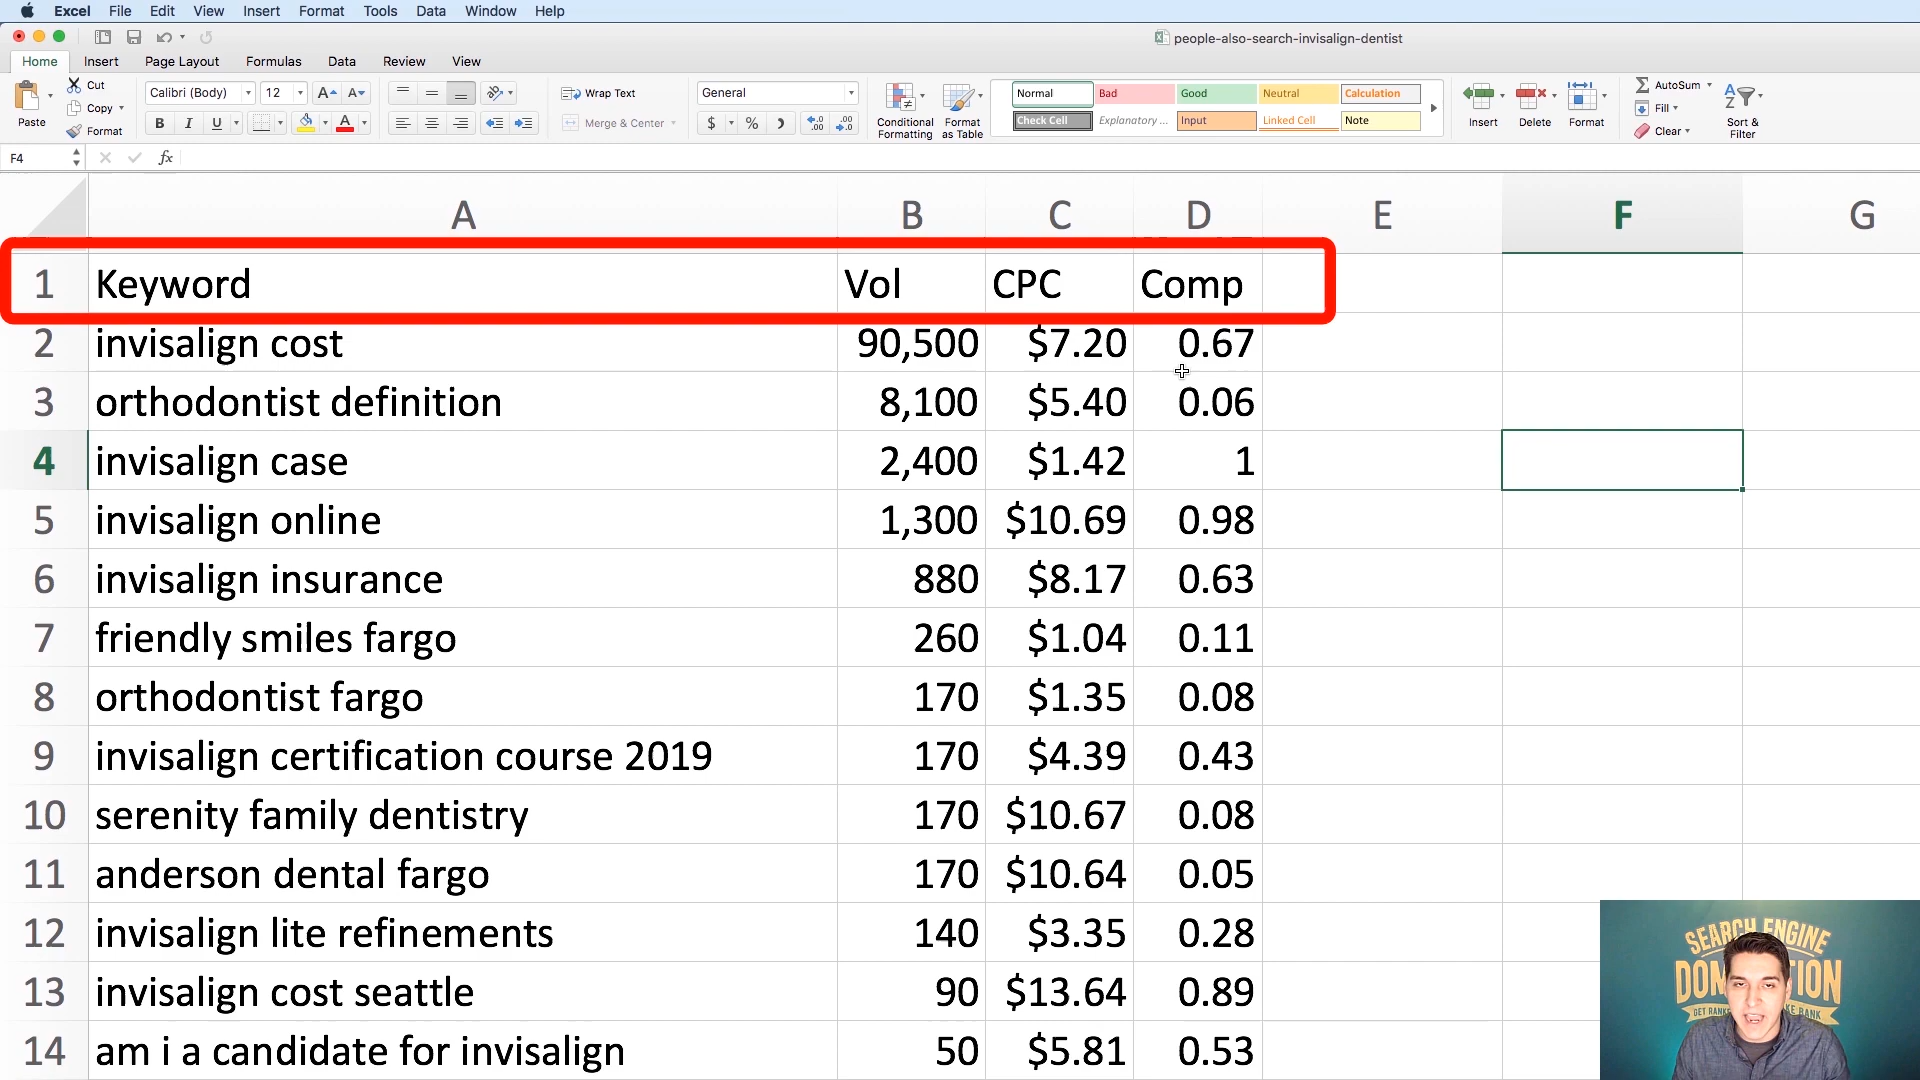 Excel File Edit View Insert Format Tools Data Window Help
people-also-search-invisalign-dentist
Home Insert Page Layout Formulas Data Review View
Paste Cut Copy Format
Calibri (Body) 12 A A
B I U A
Wrap Text
Merge & Center
General
$ % )
Conditional Formatting
Format as Table
Normal Bad Good Neutral Calculation
Check Cell Explanatory ... Input Linked Cell Note
Insert Delete Format
AutoSum
Fill
Clear
Sort & Filter
F4 fx
A B C D E F G
1 Keyword Vol CPC Comp
2 invisalign cost 90,500 $7.20 0.67
3 orthodontist definition 8,100 $5.40 0.06
4 invisalign case 2,400 $1.42 1
5 invisalign online 1,300 $10.69 0.98
6 invisalign insurance 880 $8.17 0.63
7 friendly smiles fargo 260 $1.04 0.11
8 orthodontist fargo 170 $1.35 0.08
9 invisalign certification course 2019 170 $4.39 0.43
10 serenity family dentistry 170 $10.67 0.08
11 anderson dental fargo 170 $10.64 0.05
12 invisalign lite refinements 140 $3.35 0.28
13 invisalign cost seattle 90 $13.64 0.89
14 am i a candidate for invisalign 50 $5.81 0.53
SEARCH ENGINE